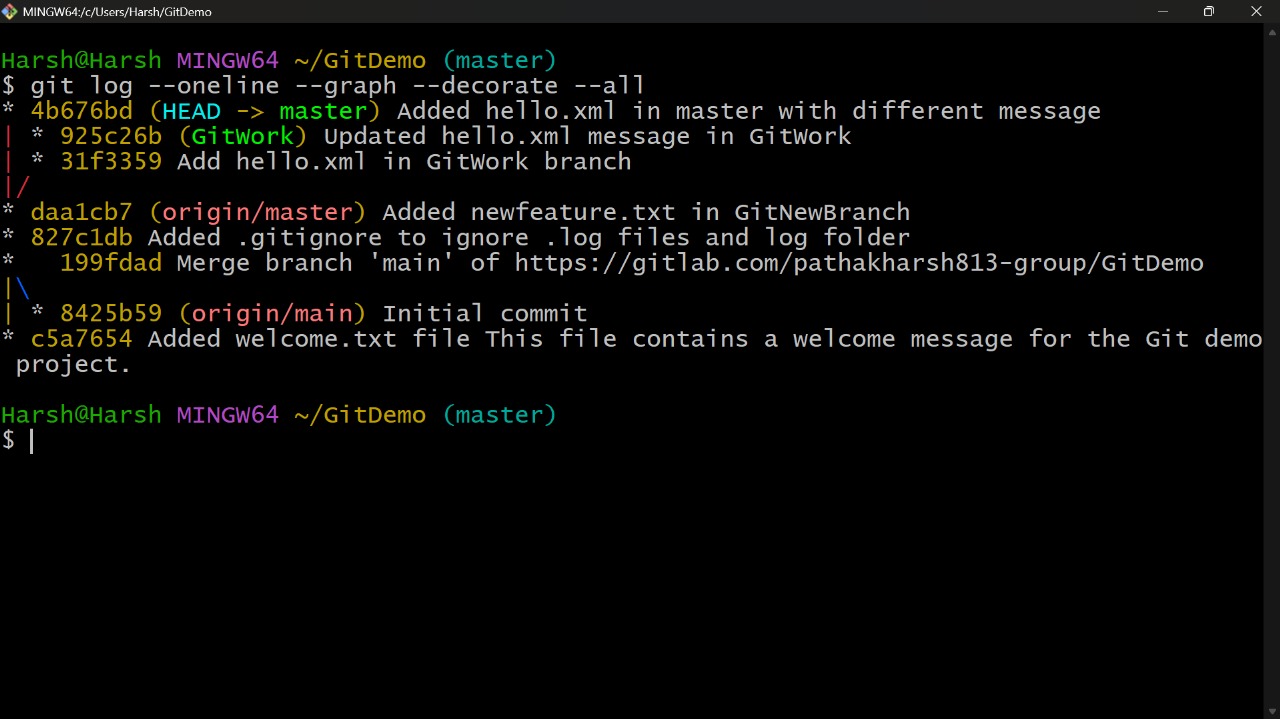 MINGW64:/c/Users/Harsh/GitDemo
Harsh@Harsh MINGW64 ~/GitDemo (master)
$ git log --oneline --graph --decorate --all
* 4b676bd (HEAD -> master) Added hello.xml in master with different message
| * 925c26b (GitWork) Updated hello.xml message in GitWork
| * 31f3359 Add hello.xml in GitWork branch
|/
* daa1cb7 (origin/master) Added newfeature.txt in GitNewBranch
* 827c1db Added .gitignore to ignore .log files and log folder
*   199fdad Merge branch 'main' of https://gitlab.com/pathakharsh813-group/GitDemo
|\
| * 8425b59 (origin/main) Initial commit
* c5a7654 Added welcome.txt file This file contains a welcome message for the Git demo
project.
Harsh@Harsh MINGW64 ~/GitDemo (master)
$